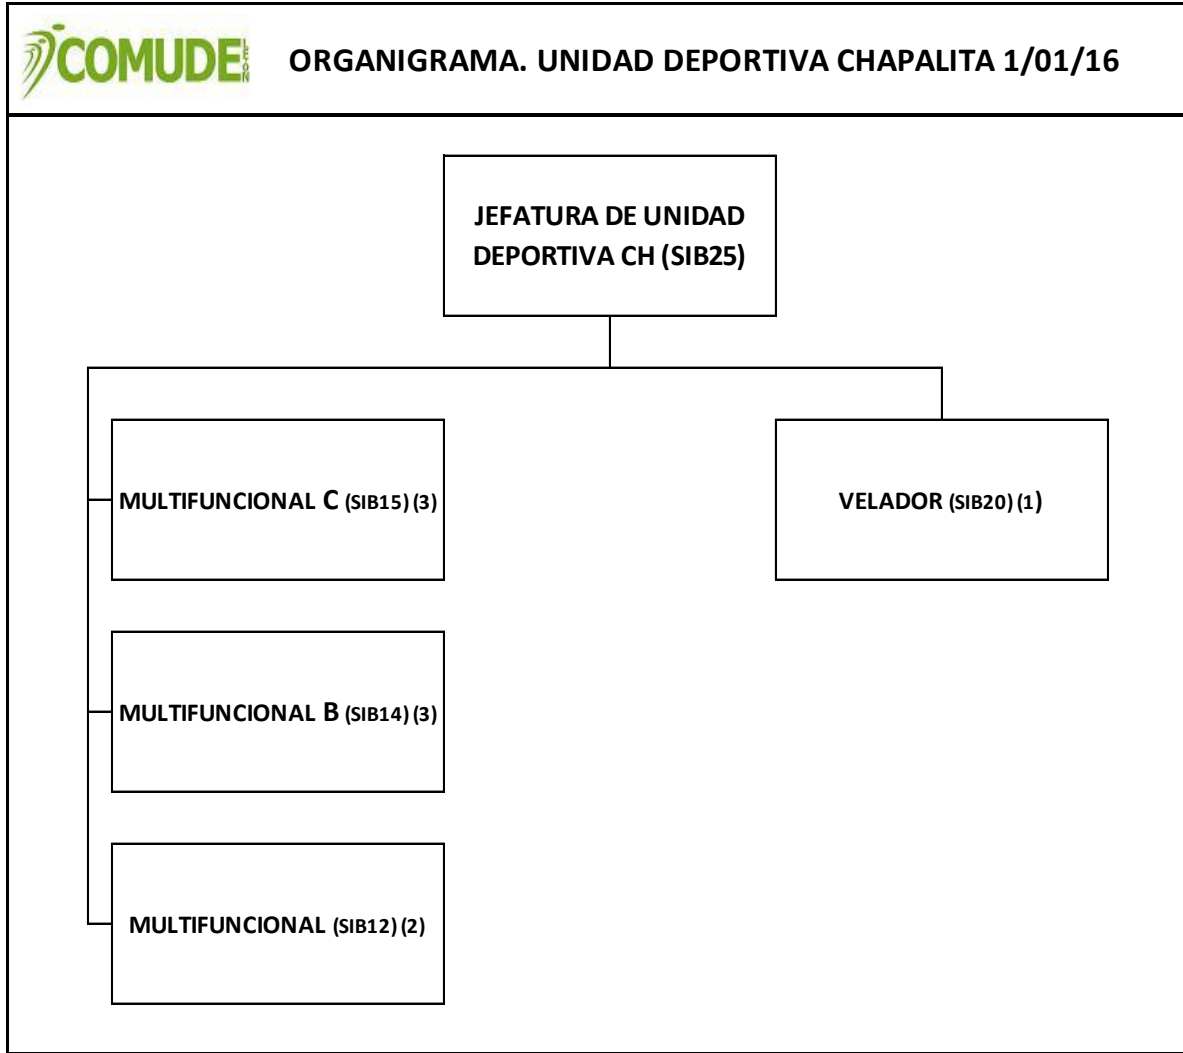 COMUDE LEON
ORGANIGRAMA. UNIDAD DEPORTIVA CHAPALITA 1/01/16
JEFATURA DE UNIDAD
DEPORTIVA CH (SIB25)
MULTIFUNCIONAL C (SIB15) (3)
VELADOR (SIB20) (1)
MULTIFUNCIONAL B (SIB14) (3)
MULTIFUNCIONAL (SIB12) (2)